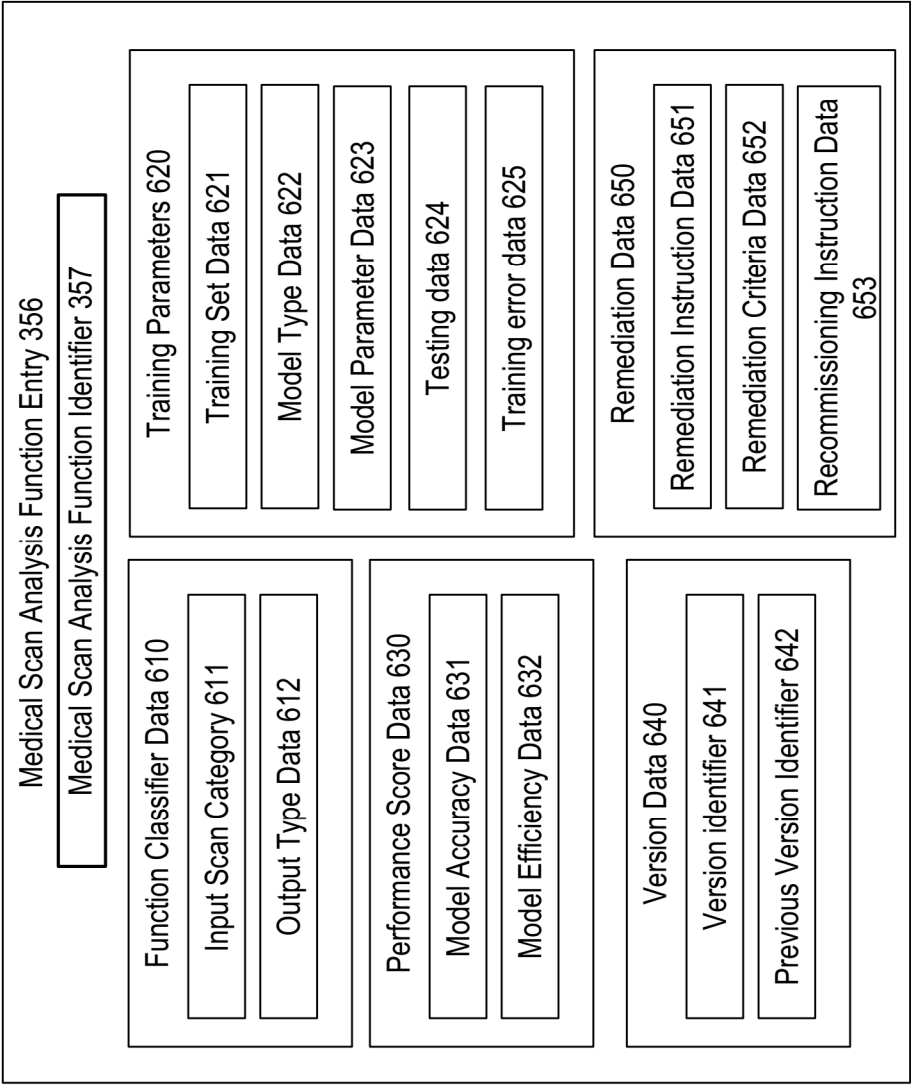 Medical Scan Analysis Function Entry 356
Medical Scan Analysis Function Identifier 357
Function Classifier Data 610
Input Scan Category 611
Output Type Data 612
Performance Score Data 630
Model Accuracy Data 631
Model Efficiency Data 632
Version Data 640
Version identifier 641
Previous Version Identifier 642
Training Parameters 620
Training Set Data 621
Model Type Data 622
Model Parameter Data 623
Testing data 624
Training error data 625
Remediation Data 650
Remediation Instruction Data 651
Remediation Criteria Data 652
Recommissioning Instruction Data
653